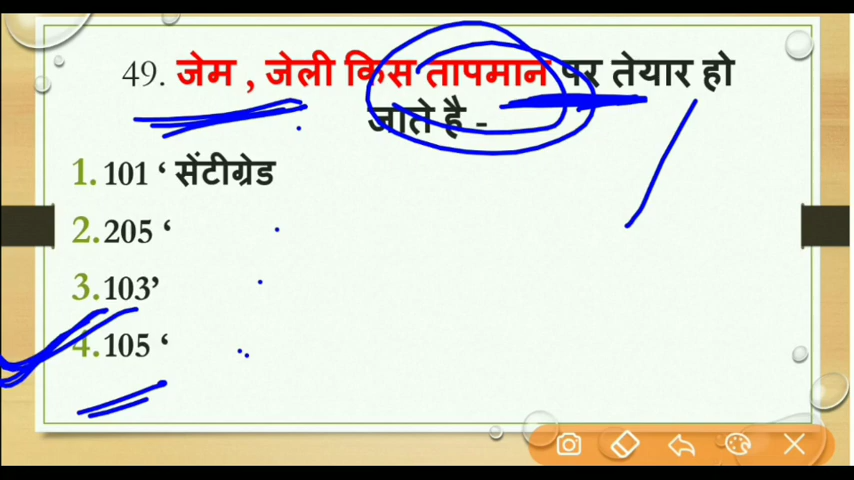 49. जेम , जेली किस तापमान पर तेयार हो
जाते है -
1. 101 ‘ सेंटीग्रेड
2. 205 ‘
3. 103’
4. 105 ‘